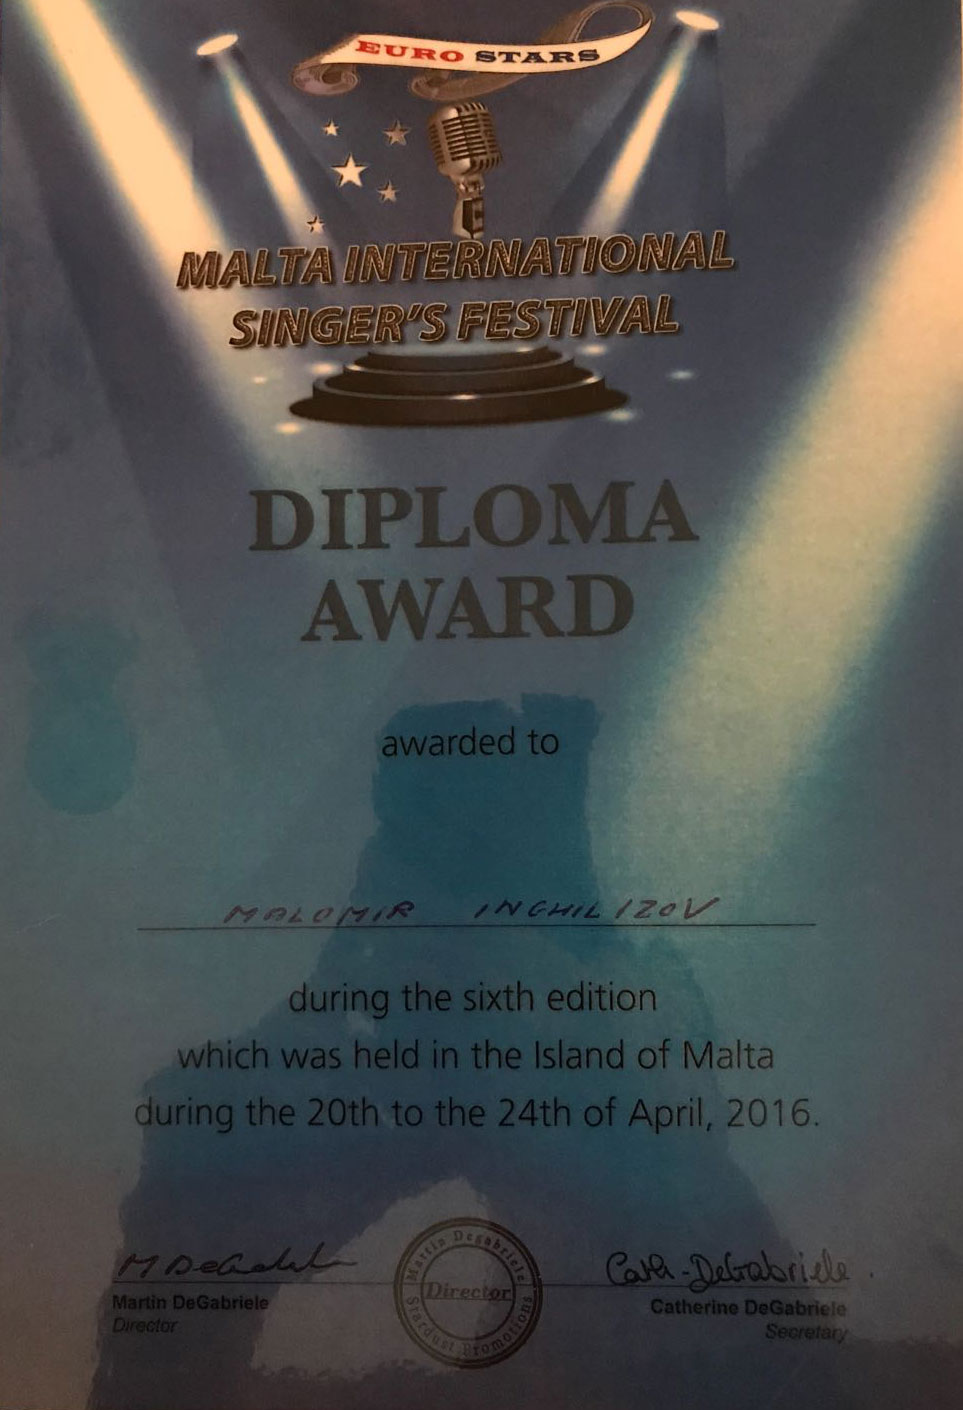 EURO STARS
MALTA INTERNATIONAL
SINGER'S FESTIVAL
DIPLOMA
AWARD
awarded to
MALOMIR INGHILIZOV
during the sixth edition
which was held in the Island of Malta
during the 20th to the 24th of April, 2016.
M DeGabriele
Martin DeGabriele
Director
Martin Degabriele
Director
Stardust Promotions
Cath-DeGabriele
Catherine DeGabriele
Secretary